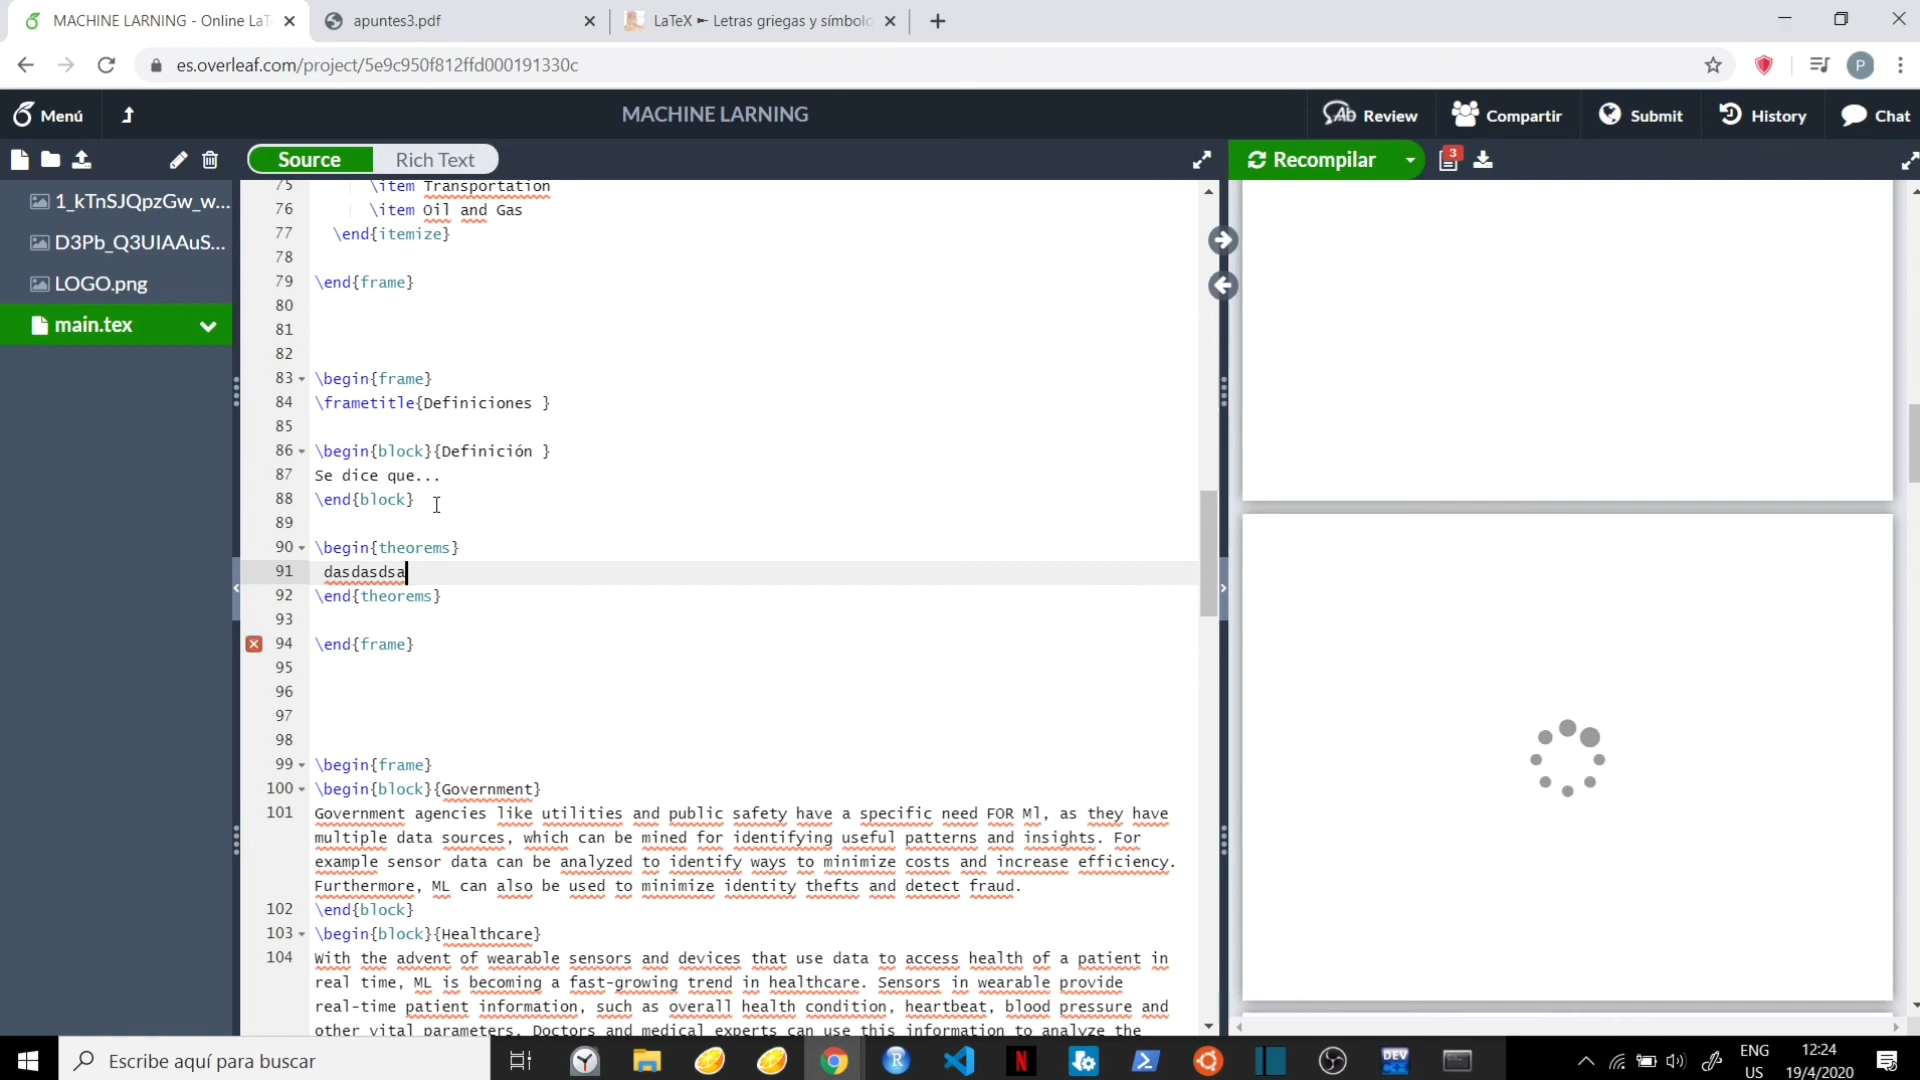 MACHINE LARNING - Online LaT
apuntes3.pdf
LaTeX ► Letras griegas y símbolo
es.overleaf.com/project/5e9c950f812ffd000191330c
P
Menú
MACHINE LARNING
Review
Compartir
Submit
History
Chat
Source
Rich Text
Recompilar
3
1_kTnSJQpzGw_w...
D3Pb_Q3UIAAuS...
LOGO.png
main.tex
75 \item Transportation
76 \item Oil and Gas
77 \end{itemize}
78
79 \end{frame}
80
81
82
83 \begin{frame}
84 \frametitle{Definiciones }
85
86 \begin{block}{Definición }
87 Se dice que...
88 \end{block}
89
90 \begin{theorems}
91 dasdasdsa
92 \end{theorems}
93
94 \end{frame}
95
96
97
98
99 \begin{frame}
100 \begin{block}{Government}
101 Government agencies like utilities and public safety have a specific need FOR Ml, as they have
multiple data sources, which can be mined for identifying useful patterns and insights. For
example sensor data can be analyzed to identify ways to minimize costs and increase efficiency.
Furthermore, ML can also be used to minimize identity thefts and detect fraud.
102 \end{block}
103 \begin{block}{Healthcare}
104 With the advent of wearable sensors and devices that use data to access health of a patient in
real time, ML is becoming a fast-growing trend in healthcare. Sensors in wearable provide
real-time patient information, such as overall health condition, heartbeat, blood pressure and
other vital parameters. Doctors and medical experts can use this information to analyze the
Escribe aquí para buscar
R
N
DEV
ENG
US
12:24
19/4/2020